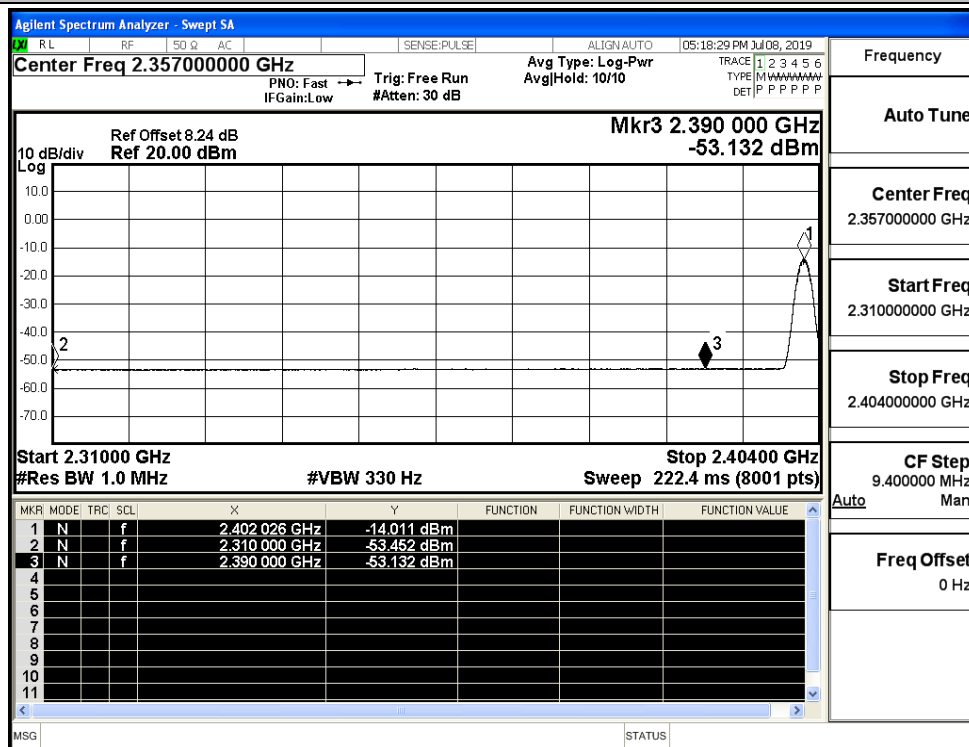 Agilent Spectrum Analyzer - Swept SA
LXI RL RF 50 Ω AC SENSE:PULSE ALIGN AUTO 05:18:29 PM Jul 08, 2019
Center Freq 2.357000000 GHz
PNO: Fast
IFGain:Low
Trig: Free Run
#Atten: 30 dB
Avg Type: Log-Pwr
Avg|Hold: 10/10
TRACE 1 2 3 4 5 6
TYPE M WWWWW
DET P P P P P P
Mkr3 2.390 000 GHz
-53.132 dBm
Ref Offset 8.24 dB
10 dB/div Ref 20.00 dBm
Log
10.0
0.00
-10.0
-20.0
-30.0
-40.0
-50.0
-60.0
-70.0
1
2
3
Start 2.31000 GHz Stop 2.40400 GHz
#Res BW 1.0 MHz #VBW 330 Hz Sweep 222.4 ms (8001 pts)
MKR MODE TRC SCL X Y FUNCTION FUNCTION WIDTH FUNCTION VALUE
1 N f 2.402 026 GHz -14.011 dBm
2 N f 2.310 000 GHz -53.452 dBm
3 N f 2.390 000 GHz -53.132 dBm
4
5
6
7
8
9
10
11
MSG STATUS
Frequency
Auto Tune
Center Freq
2.357000000 GHz
Start Freq
2.310000000 GHz
Stop Freq
2.404000000 GHz
CF Step
9.400000 MHz
Auto Man
Freq Offset
0 Hz